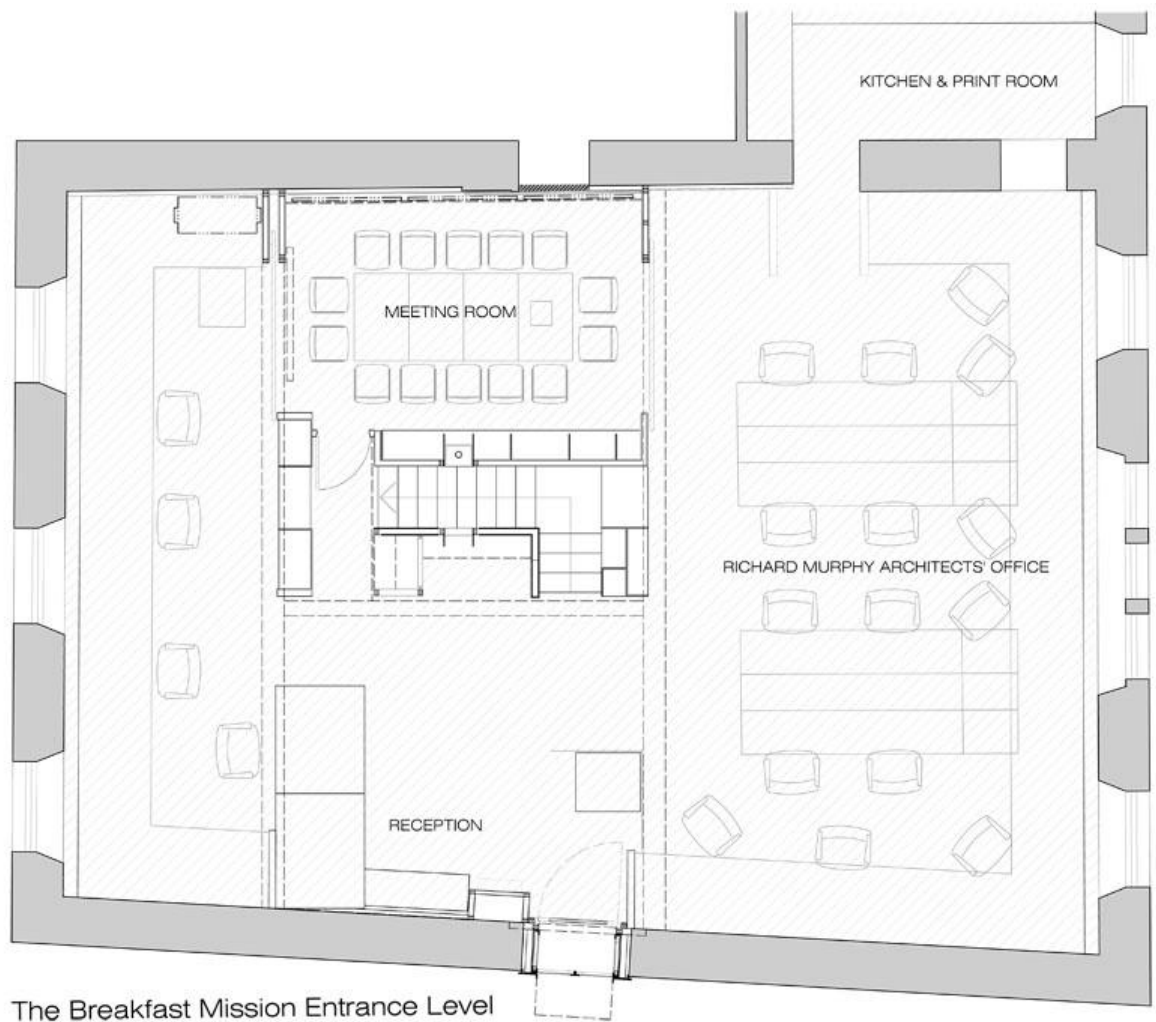 KITCHEN & PRINT ROOM
MEETING ROOM
RICHARD MURPHY ARCHITECTS' OFFICE
RECEPTION
The Breakfast Mission Entrance Level